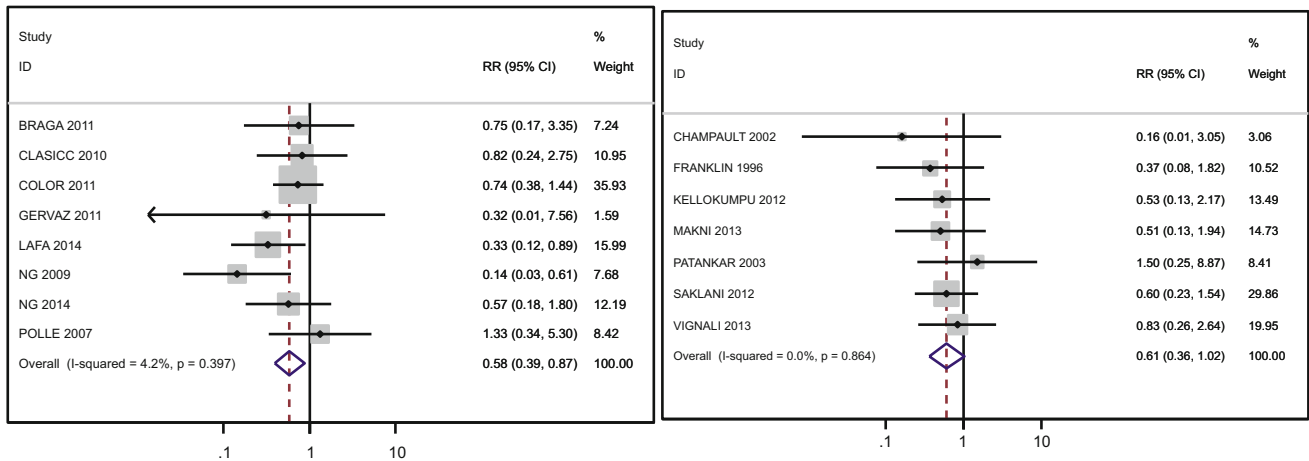 Study %
ID RR (95% CI) Weight
BRAGA 2011 0.75 (0.17, 3.35) 7.24
CLASICC 2010 0.82 (0.24, 2.75) 10.95
COLOR 2011 0.74 (0.38, 1.44) 35.93
GERVAZ 2011 0.32 (0.01, 7.56) 1.59
LAFA 2014 0.33 (0.12, 0.89) 15.99
NG 2009 0.14 (0.03, 0.61) 7.68
NG 2014 0.57 (0.18, 1.80) 12.19
POLLE 2007 1.33 (0.34, 5.30) 8.42
Overall (I-squared = 4.2%, p = 0.397) 0.58 (0.39, 0.87) 100.00
.1 1 10
Study %
ID RR (95% CI) Weight
CHAMPAULT 2002 0.16 (0.01, 3.05) 3.06
FRANKLIN 1996 0.37 (0.08, 1.82) 10.52
KELLOKUMPU 2012 0.53 (0.13, 2.17) 13.49
MAKNI 2013 0.51 (0.13, 1.94) 14.73
PATANKAR 2003 1.50 (0.25, 8.87) 8.41
SAKLANI 2012 0.60 (0.23, 1.54) 29.86
VIGNALI 2013 0.83 (0.26, 2.64) 19.95
Overall (I-squared = 0.0%, p = 0.864) 0.61 (0.36, 1.02) 100.00
.1 1 10